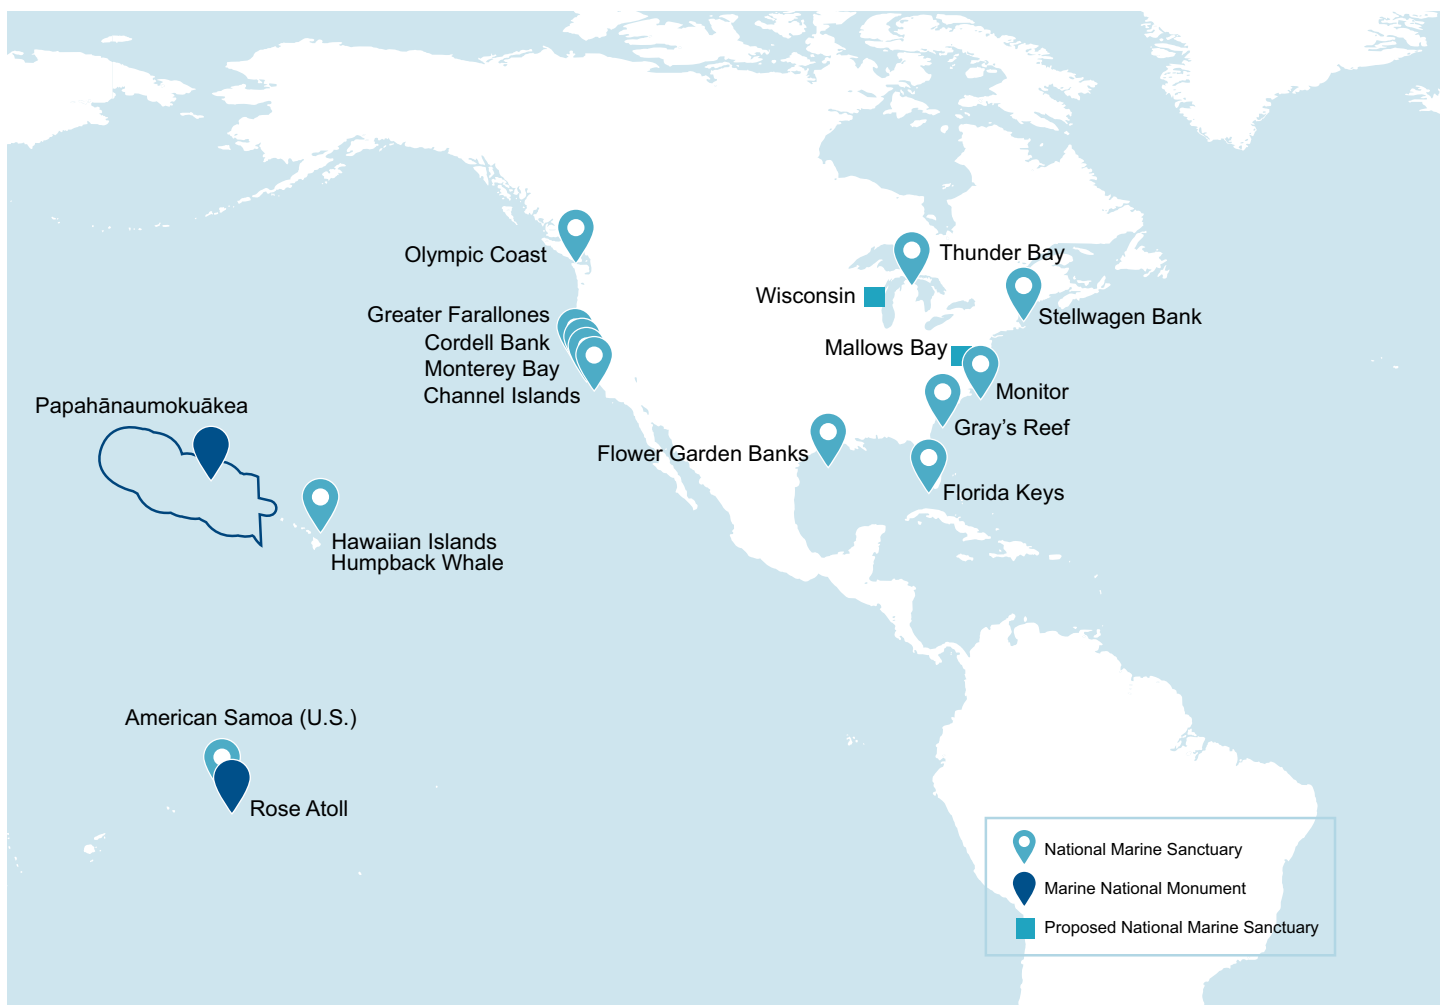 Olympic Coast
Thunder Bay
Wisconsin
Stellwagen Bank
Greater Farallones
Cordell Bank
Monterey Bay
Channel Islands
Mallows Bay
Monitor
Gray’s Reef
Flower Garden Banks
Florida Keys
Papahānaumokuākea
Hawaiian Islands
Humpback Whale
American Samoa (U.S.)
Rose Atoll
National Marine Sanctuary
Marine National Monument
Proposed National Marine Sanctuary